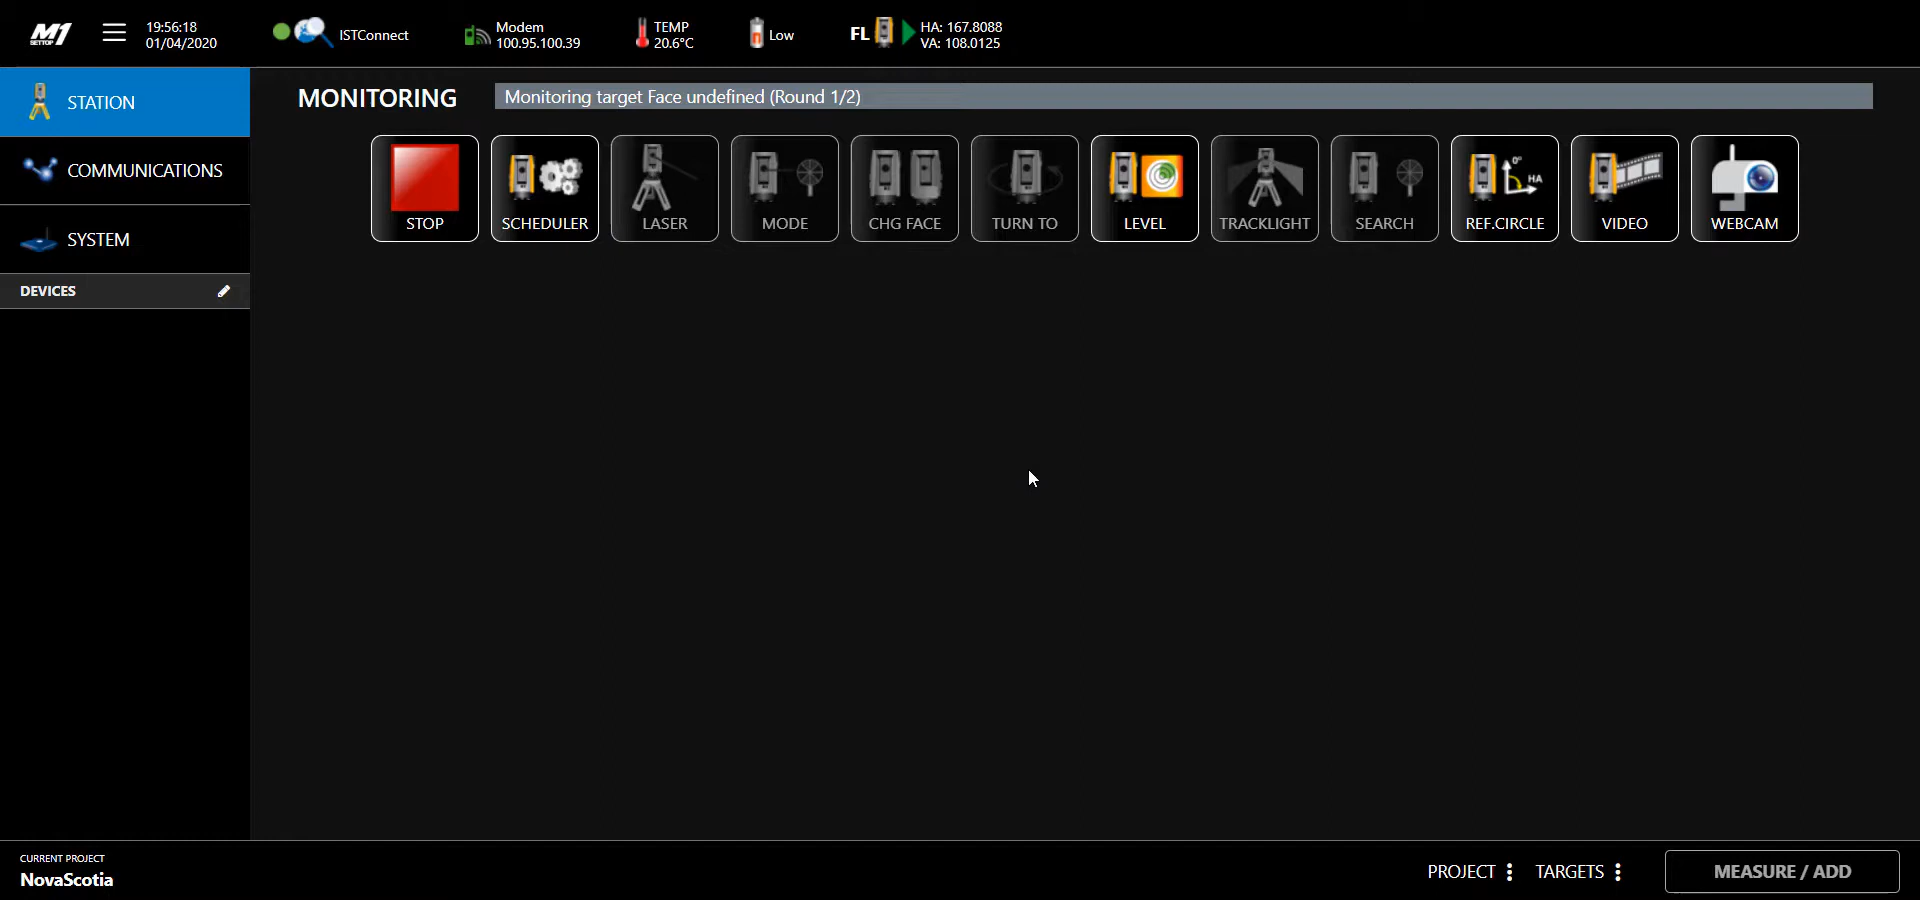 M1
SETTOP
19:56:18
01/04/2020
ISTConnect
Modem
100.95.100.39
TEMP
20.6°C
Low
FL
HA: 167.8088
VA: 108.0125
STATION
COMMUNICATIONS
SYSTEM
DEVICES
MONITORING
Monitoring target Face undefined (Round 1/2)
STOP
SCHEDULER
LASER
MODE
CHG FACE
TURN TO
LEVEL
TRACKLIGHT
SEARCH
0°
HA
REF.CIRCLE
VIDEO
WEBCAM
CURRENT PROJECT
NovaScotia
PROJECT
TARGETS
MEASURE / ADD